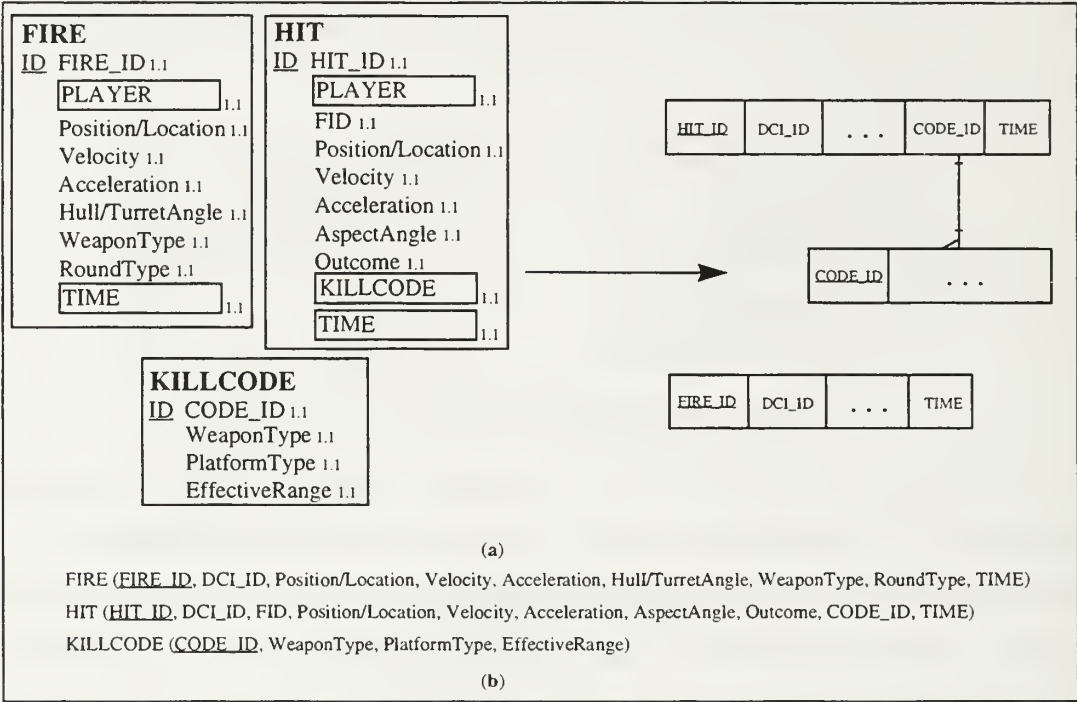 FIRE
ID FIRE_ID 1.1
PLAYER 1.1
Position/Location 1.1
Velocity 1.1
Acceleration 1.1
Hull/TurretAngle 1.1
WeaponType 1.1
RoundType 1.1
TIME 1.1
HIT
ID HIT_ID 1.1
PLAYER 1.1
FID 1.1
Position/Location 1.1
Velocity 1.1
Acceleration 1.1
AspectAngle 1.1
Outcome 1.1
KILLCODE 1.1
TIME 1.1
KILLCODE
ID CODE_ID 1.1
WeaponType 1.1
PlatformType 1.1
EffectiveRange 1.1
HIT_ID DCI_ID . . . CODE_ID TIME
CODE_ID . . .
FIRE_ID DCI_ID . . . TIME
(a)
FIRE (FIRE_ID, DCI_ID, Position/Location, Velocity, Acceleration, Hull/TurretAngle, WeaponType, RoundType, TIME)
HIT (HIT_ID, DCI_ID, FID, Position/Location, Velocity, Acceleration, AspectAngle, Outcome, CODE_ID, TIME)
KILLCODE (CODE_ID, WeaponType, PlatformType, EffectiveRange)
(b)